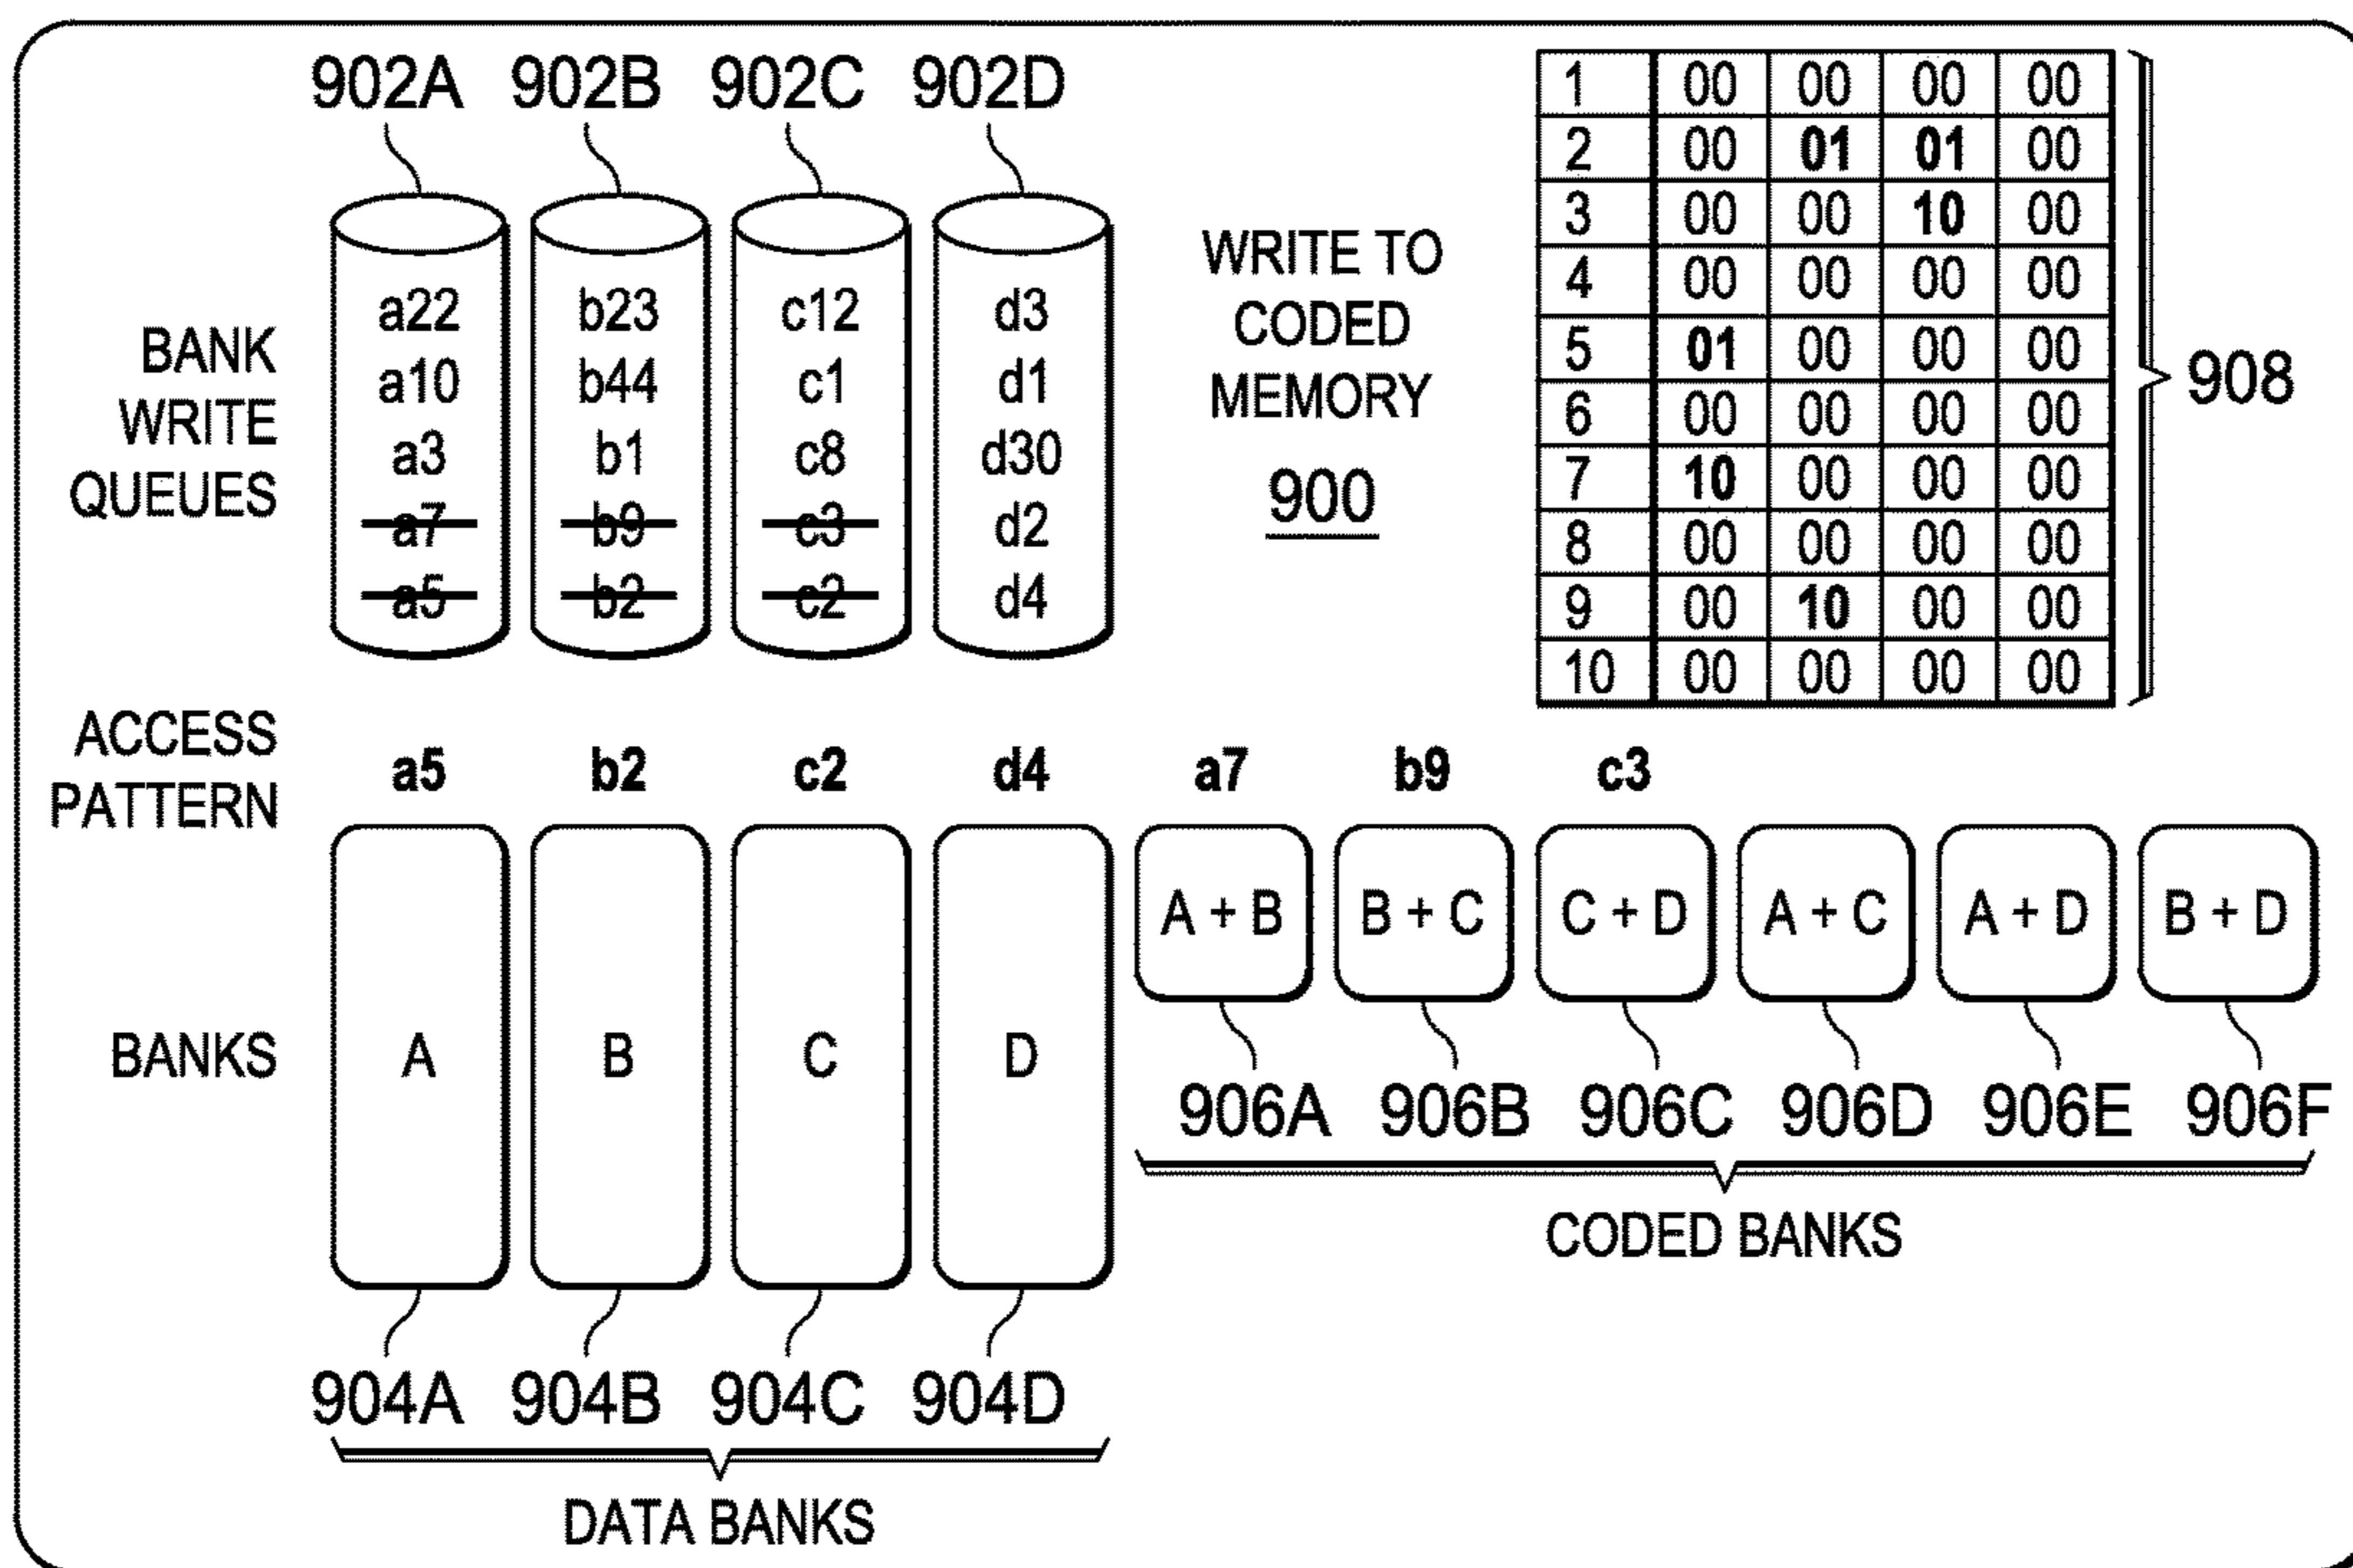 902A 902B 902C 902D
BANK WRITE QUEUES
a22 b23 c12 d3
a10 b44 c1 d1
a3 b1 c8 d30
a7 b9 c3 d2
a5 b2 c2 d4
WRITE TO
CODED
MEMORY
900
1 00 00 00 00
2 00 01 01 00
3 00 00 10 00
4 00 00 00 00
5 01 00 00 00
6 00 00 00 00
7 10 00 00 00
8 00 00 00 00
9 00 10 00 00
10 00 00 00 00
908
ACCESS
PATTERN
a5 b2 c2 d4 a7 b9 c3
BANKS
A B C D
A + B B + C C + D A + C A + D B + D
906A 906B 906C 906D 906E 906F
CODED BANKS
904A 904B 904C 904D
DATA BANKS